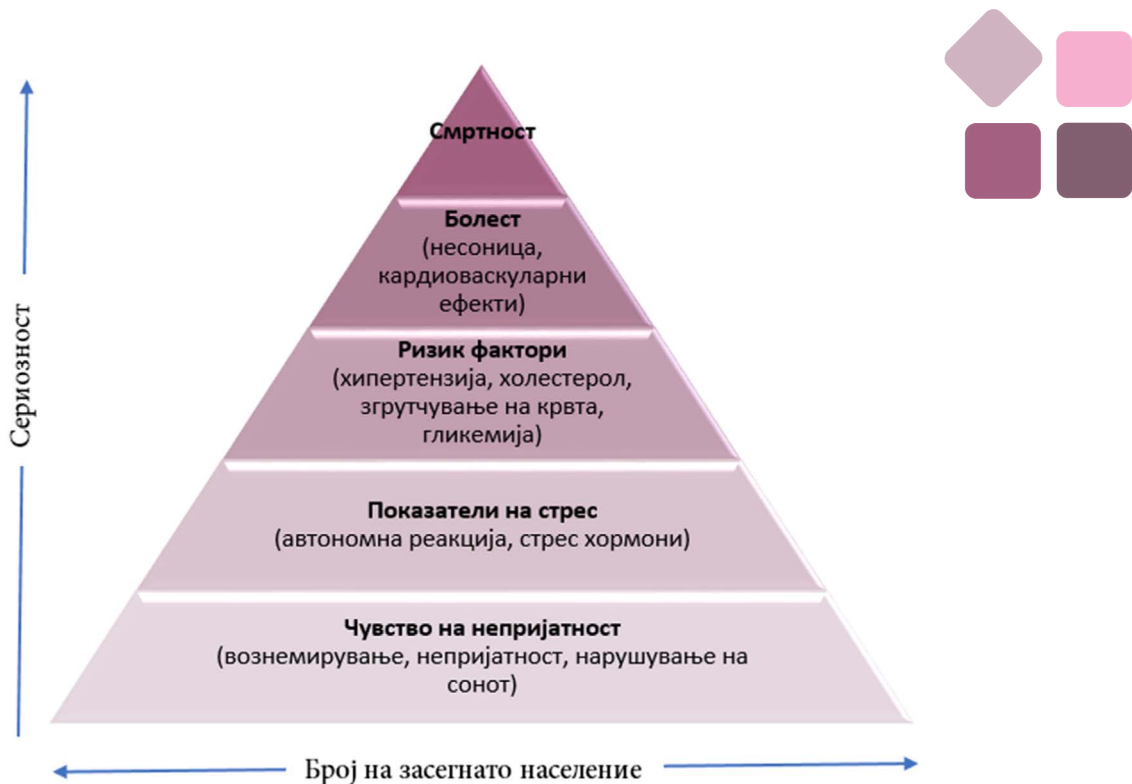 Смртност
Болест
(несоница,
кардиоваскуларни
ефекти)
Ризик фактори
(хипертензија, холестерол,
згрутчување на крвта,
гликемија)
Показатели на стрес
(автономна реакција, стрес хормони)
Чувство на непријатност
(вознемирување, непријатност, нарушување на
сонот)
Сериозност
Број на засегнато население